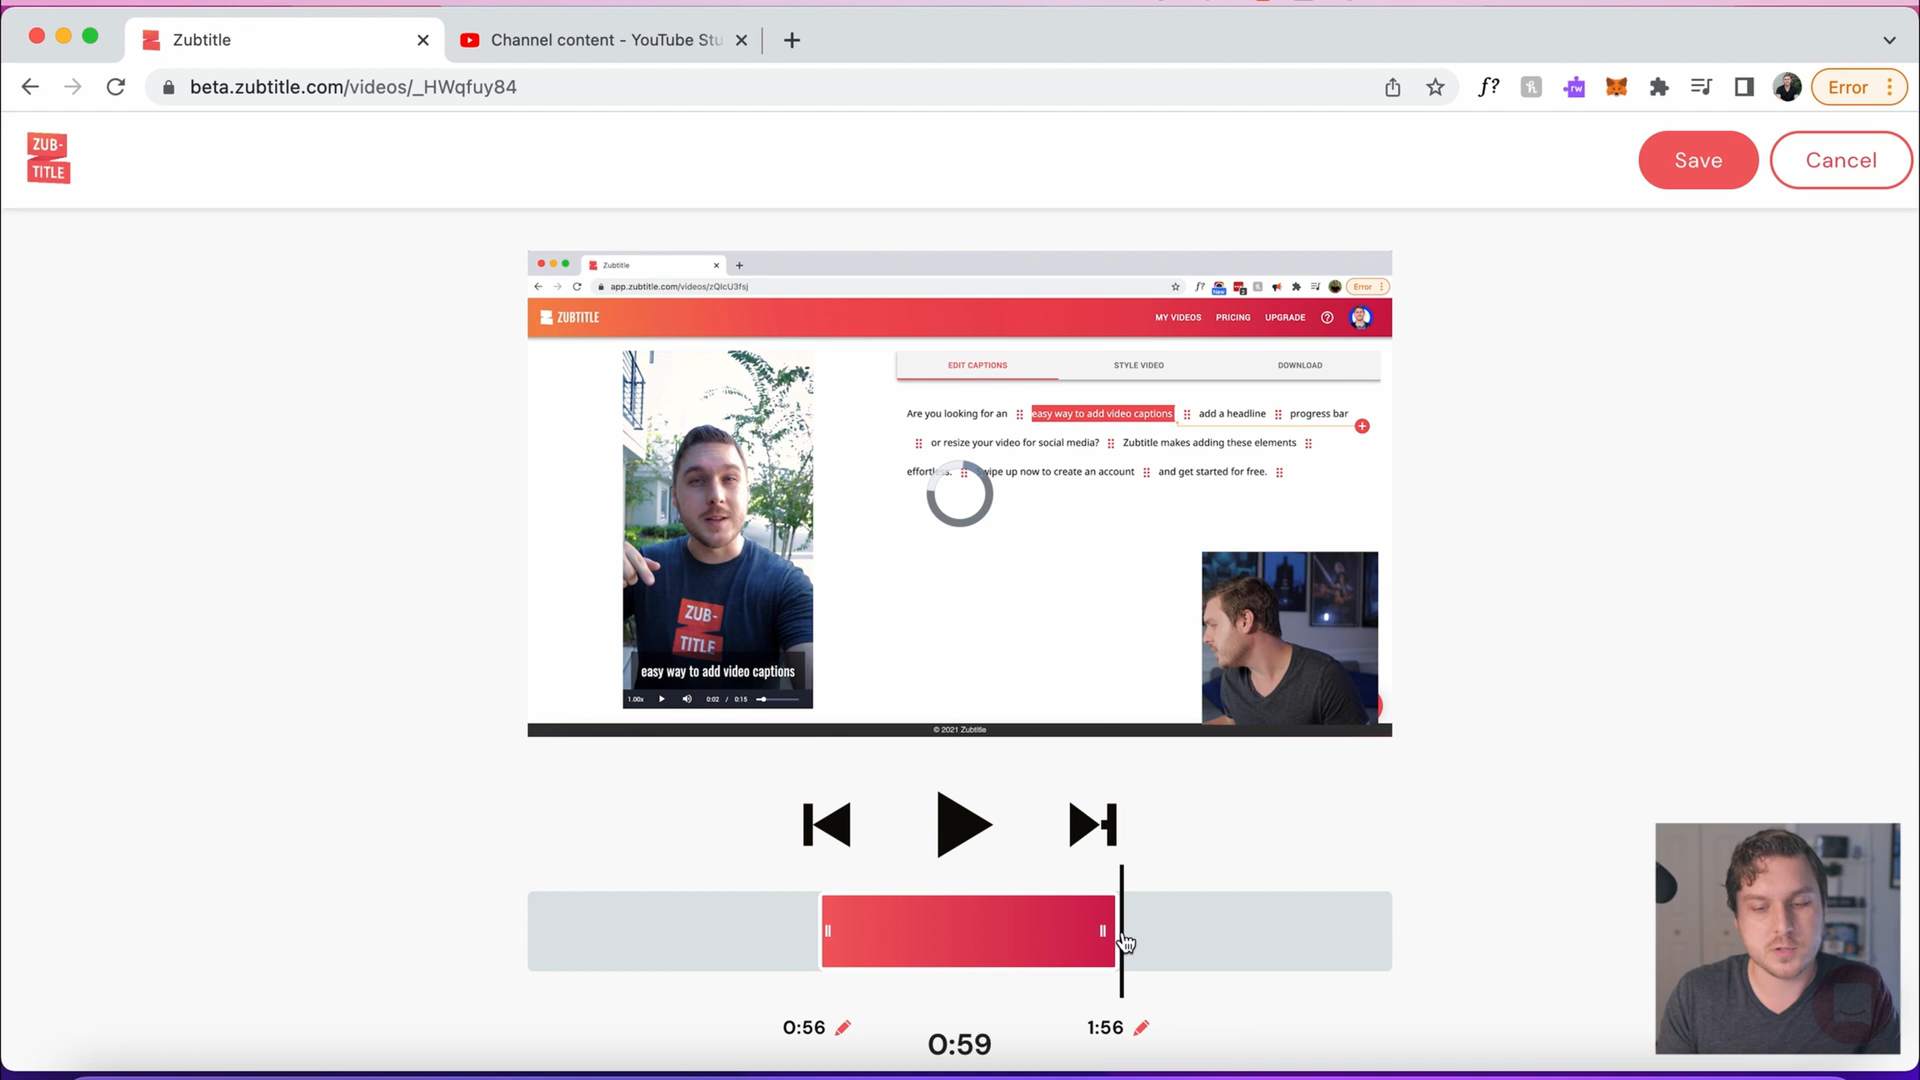 Zubtitle
Channel content - YouTube Stu
beta.zubtitle.com/videos/_HWqfuy84
f?
rw
Error
ZUB-
TITLE
Save
Cancel
Zubtitle
app.zubtitle.com/videos/zQlcU3fsj
f?
New
Error
ZUBTITLE
MY VIDEOS
PRICING
UPGRADE
EDIT CAPTIONS
STYLE VIDEO
DOWNLOAD
Are you looking for an easy way to add video captions add a headline progress bar
or resize your video for social media? Zubtitle makes adding these elements
effortless. wipe up now to create an account and get started for free.
ZUB-
TITLE
easy way to add video captions
1.00x
0:02 / 0:15
© 2021 Zubtitle
0:56
1:56
0:59